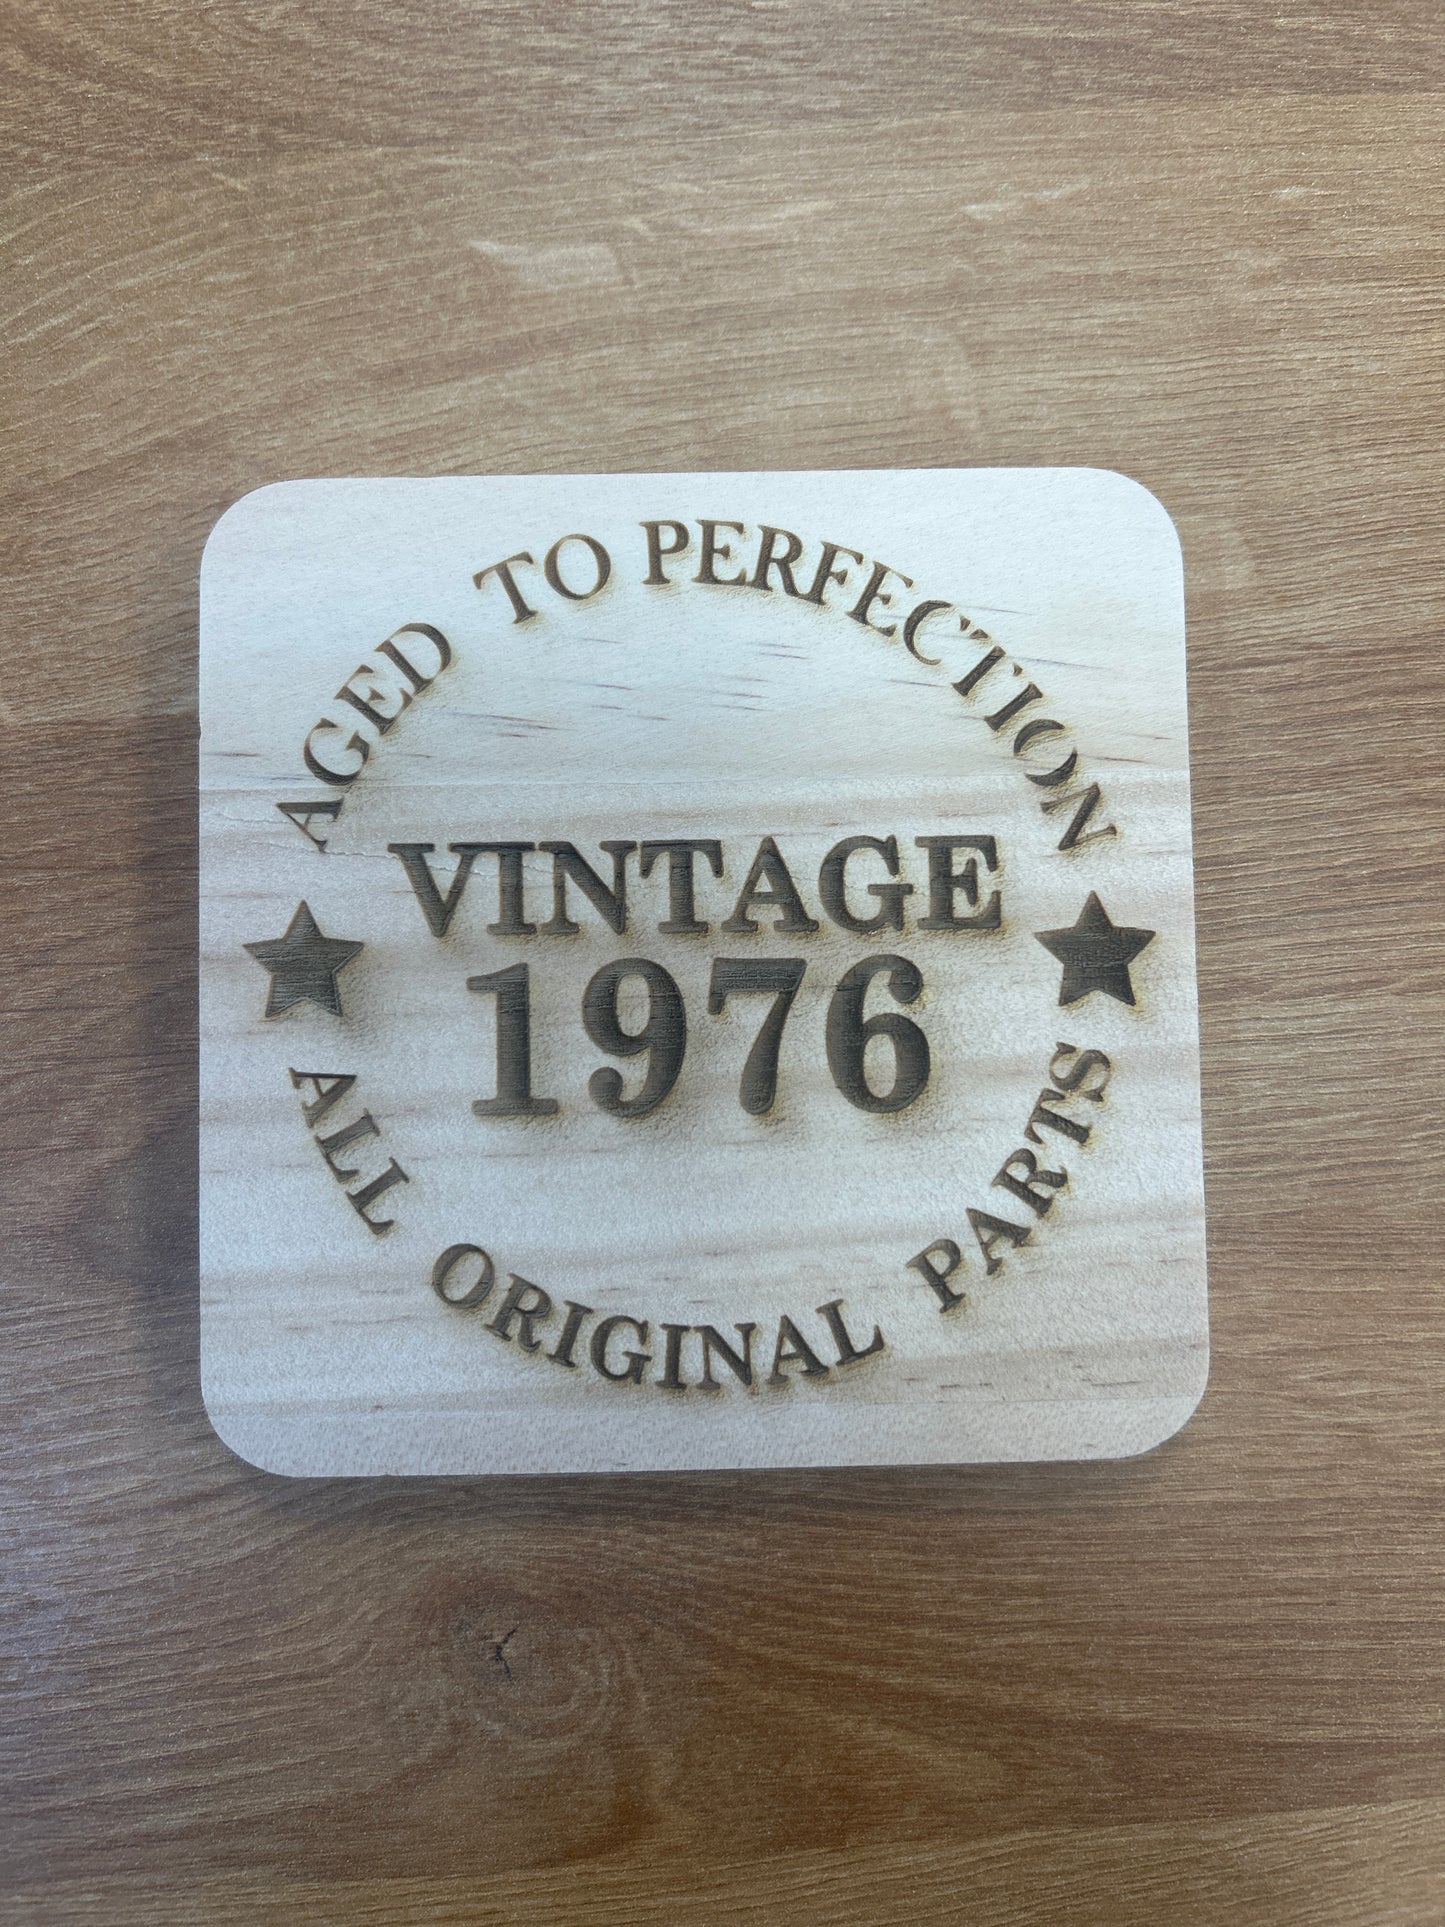 AGED TO PERFECTION
VINTAGE
1976
ALL ORIGINAL PARTS